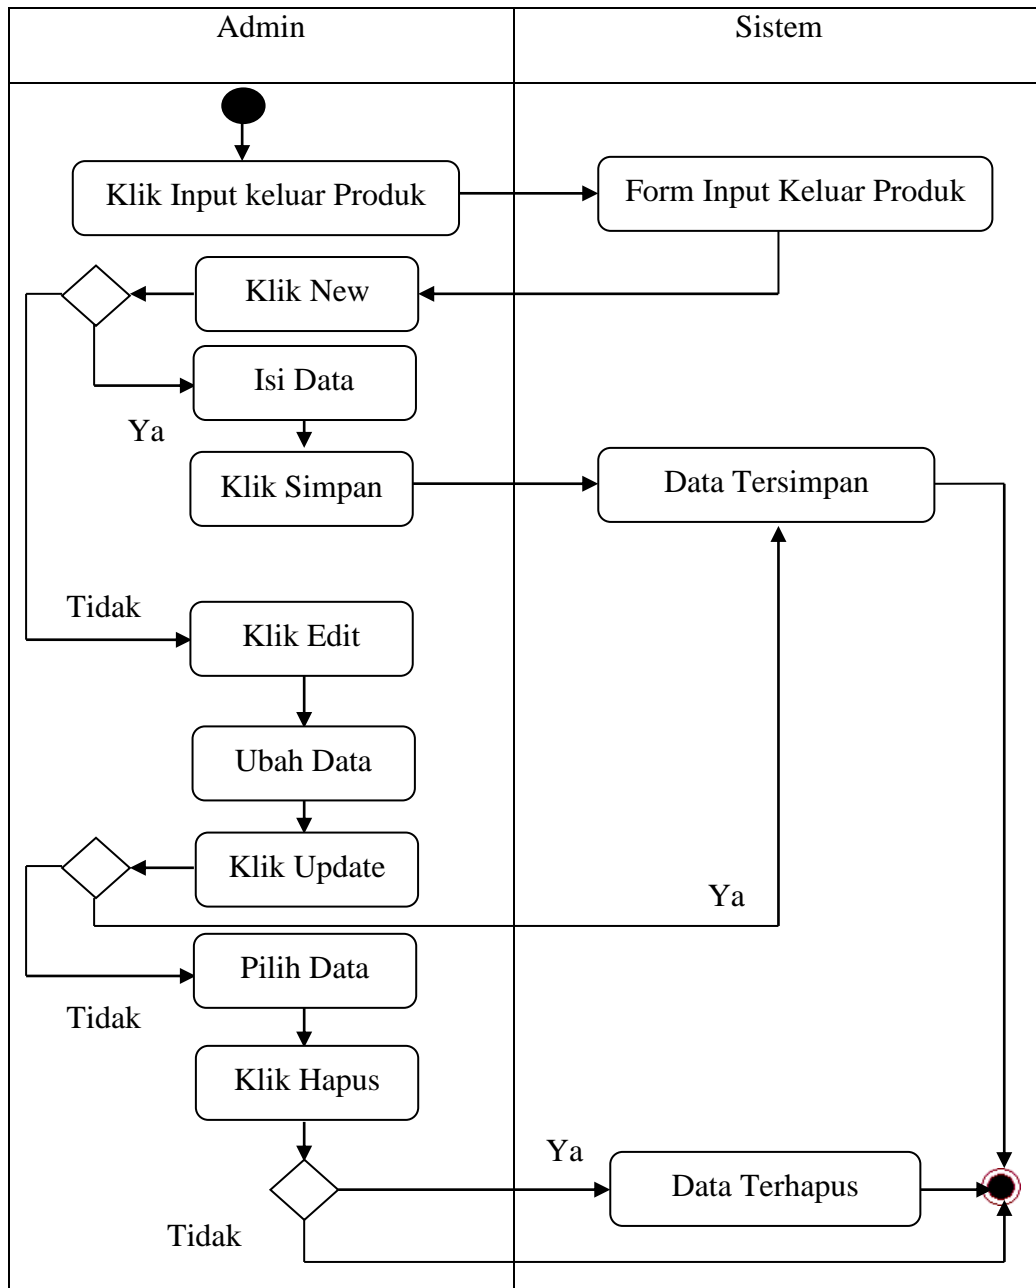 Admin
Sistem
Klik Input keluar Produk
Form Input Keluar Produk
Klik New
Isi Data
Ya
Klik Simpan
Data Tersimpan
Tidak
Klik Edit
Ubah Data
Klik Update
Ya
Pilih Data
Tidak
Klik Hapus
Ya
Data Terhapus
Tidak